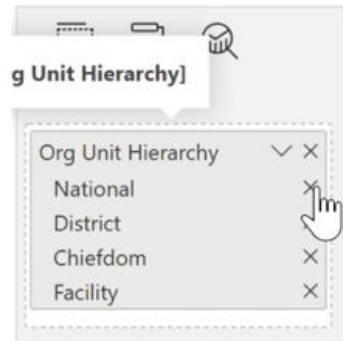 g Unit Hierarchy]
Org Unit Hierarchy
National
District
Chiefdom
Facility